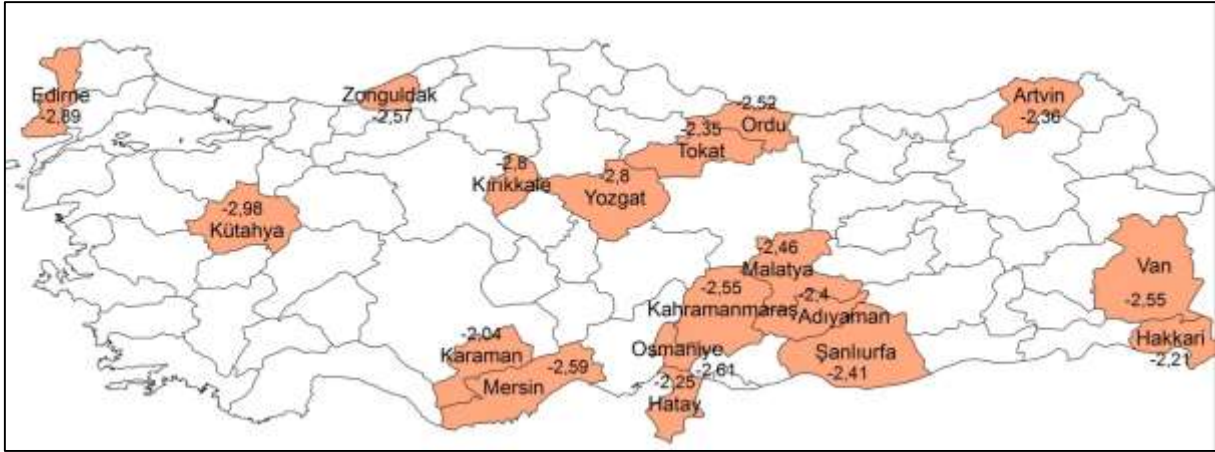 Edirne
-2,89
Zonguldak
-2,57
-2,52
Ordu
-2,35
Tokat
Artvin
-2,36
-2,8
Kırıkkale
-2,8
Yozgat
-2,98
Kütahya
-2,46
Malatya
Van
-2,55
-2,55
Kahramanmaraş
-2,4
Adıyaman
Hakkari
-2,21
-2,04
Karaman
-2,59
Mersin
Osmaniye
-2,61
Şanlıurfa
-2,41
-2,25
Hatay